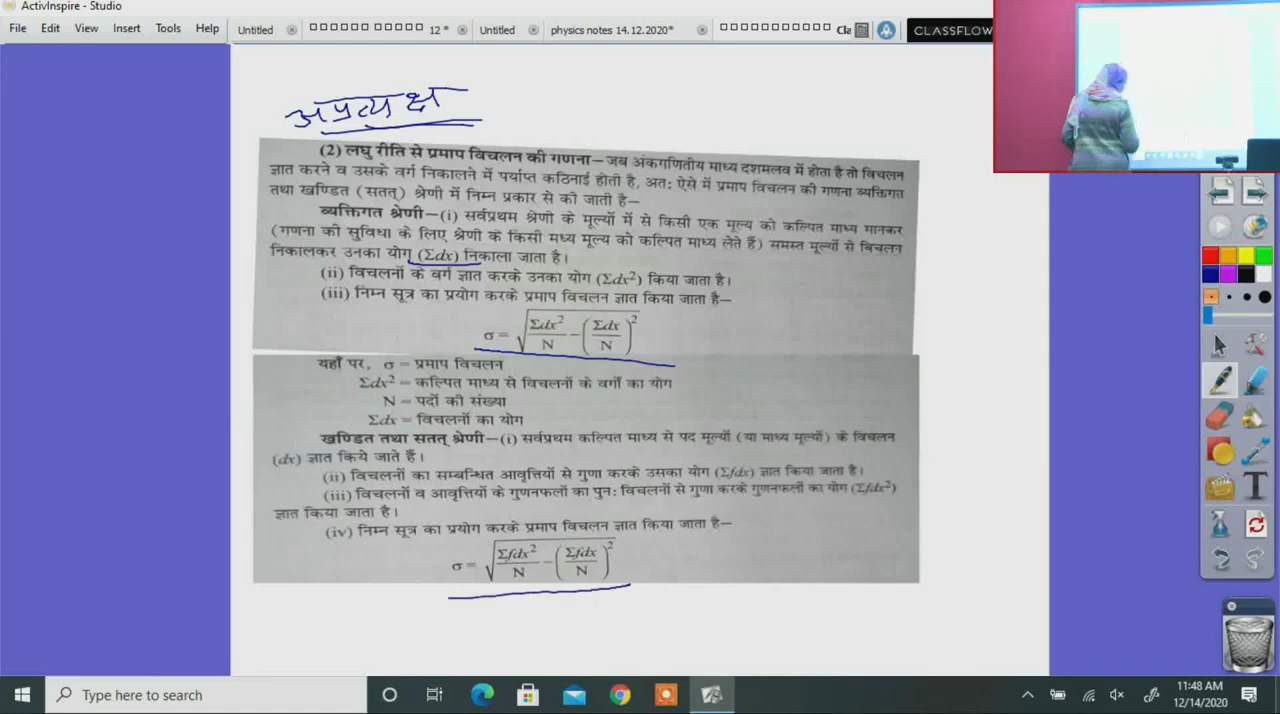 ActivInspire - Studio
File Edit View Insert Tools Help
Untitled 12 * Untitled physics notes 14.12.2020* Cla
CLASSFLOW
अप्रत्यक्ष
(2) लघु रीति से प्रमाप विचलन की गणना–जब अंकगणितीय माध्य दशमलव में होता है तो विचलन
ज्ञात करने व उसके वर्ग निकालने में पर्याप्त कठिनाई होती है, अतः ऐसे में प्रमाप विचलन की गणना व्यक्तिगत
तथा खण्डित (सतत्) श्रेणी में निम्न प्रकार से की जाती है–
व्यक्तिगत श्रेणी–(i) सर्वप्रथम श्रेणी के मूल्यों में से किसी एक मूल्य को कल्पित माध्य मानकर
(गणना की सुविधा के लिए श्रेणी के किसी मध्य मूल्य को कल्पित माध्य लेते हैं) समस्त मूल्यों से विचलन
निकालकर उनका योग (Σdx) निकाला जाता है।
(ii) विचलनों के वर्ग ज्ञात करके उनका योग (Σdx²) किया जाता है।
(iii) निम्न सूत्र का प्रयोग करके प्रमाप विचलन ज्ञात किया जाता है–
σ = √(Σdx²/N – (Σdx/N)²)
यहाँ पर, σ = प्रमाप विचलन
Σdx² = कल्पित माध्य से विचलनों के वर्गों का योग
N = पदों की संख्या
Σdx = विचलनों का योग
खण्डित तथा सतत् श्रेणी–(i) सर्वप्रथम कल्पित माध्य से पद मूल्यों (या माध्य मूल्यों) के विचलन
(dx) ज्ञात किये जाते हैं।
(ii) विचलनों का सम्बन्धित आवृत्तियों से गुणा करके उसका योग (Σfdx) ज्ञात किया जाता है।
(iii) विचलनों व आवृत्तियों के गुणनफलों का पुनः विचलनों से गुणा करके गुणनफलों का योग (Σfdx²)
ज्ञात किया जाता है।
(iv) निम्न सूत्र का प्रयोग करके प्रमाप विचलन ज्ञात किया जाता है–
σ = √(Σfdx²/N – (Σfdx/N)²)
Type here to search
11:48 AM
12/14/2020